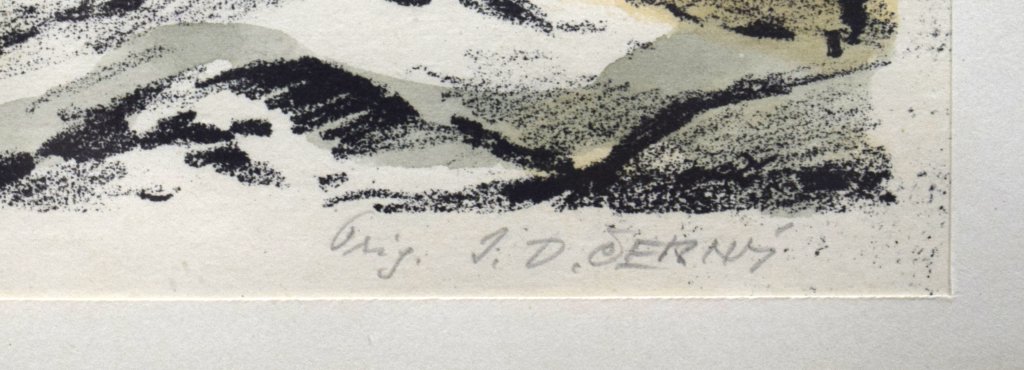 Orig. J. D. ČERNÝ